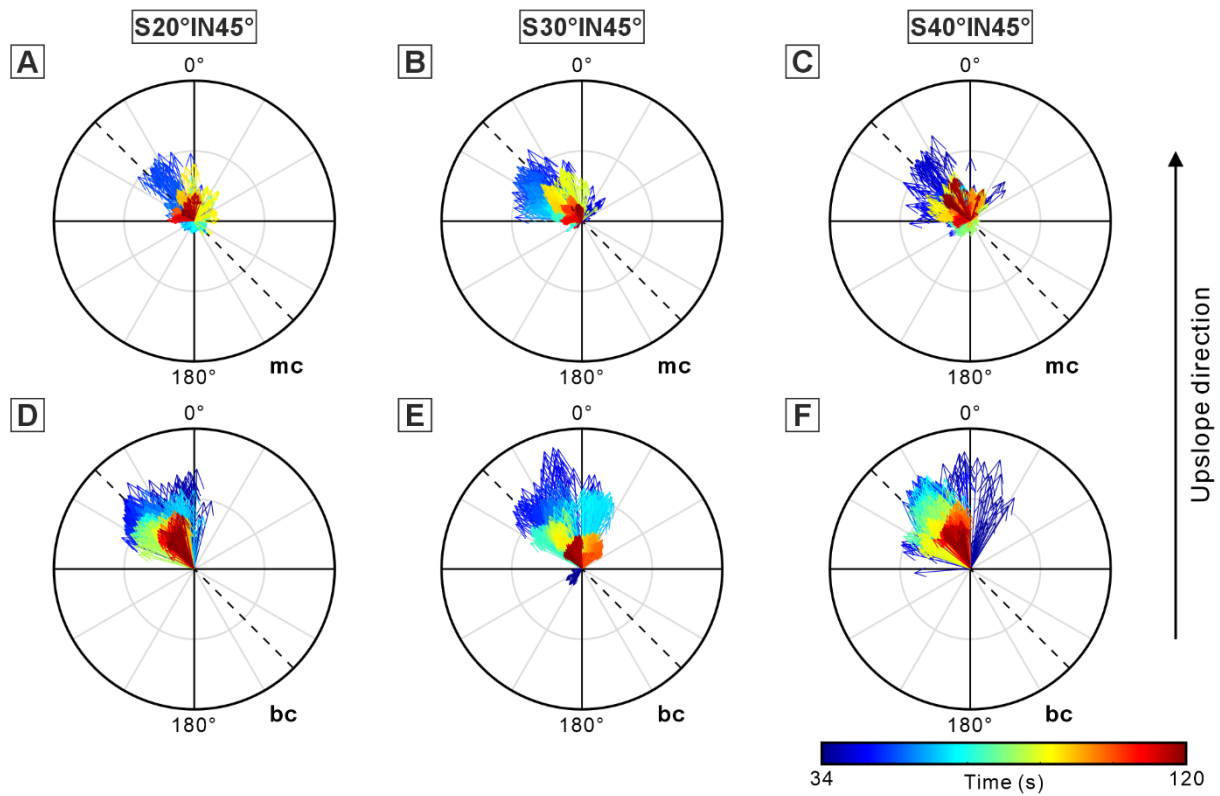 S20°IN45°
S30°IN45°
S40°IN45°
A
B
C
0°
0°
0°
mc
mc
mc
180°
180°
180°
D
E
F
0°
0°
0°
bc
bc
bc
180°
180°
180°
Upslope direction
34
Time (s)
120